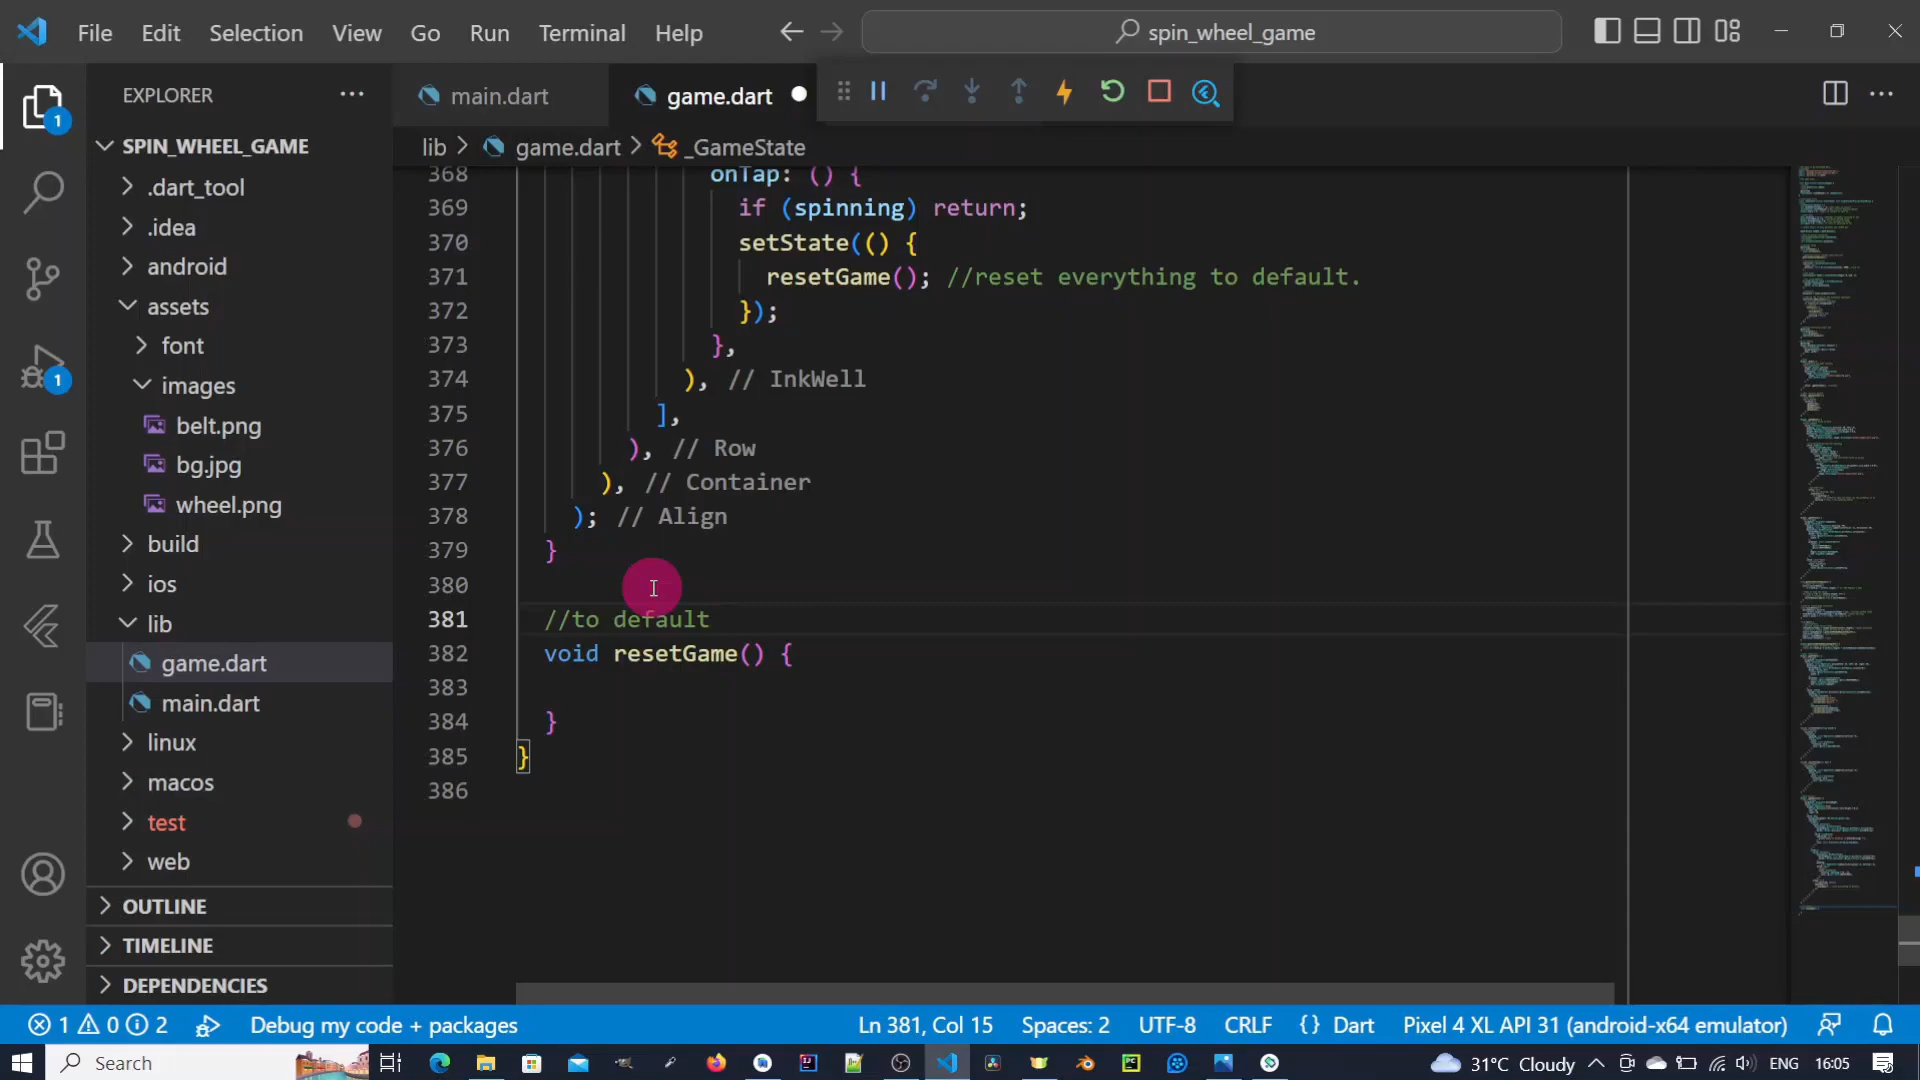 File Edit Selection View Go Run Terminal Help
spin_wheel_game
EXPLORER
main.dart
game.dart
lib > game.dart > _GameState
SPIN_WHEEL_GAME
.dart_tool
.idea
android
assets
font
images
belt.png
bg.jpg
wheel.png
build
ios
lib
game.dart
main.dart
linux
macos
test
web
OUTLINE
TIMELINE
DEPENDENCIES
1
1
368 onTap: () {
369 if (spinning) return;
370 setState(() {
371 resetGame(); //reset everything to default.
372 });
373 },
374 ), // InkWell
375 ],
376 ), // Row
377 ), // Container
378 ); // Align
379 }
380
381 //to default
382 void resetGame() {
383
384 }
385 }
386
1 0 2 Debug my code + packages
Ln 381, Col 15 Spaces: 2 UTF-8 CRLF {} Dart Pixel 4 XL API 31 (android-x64 emulator)
Search
31°C Cloudy ENG 16:05